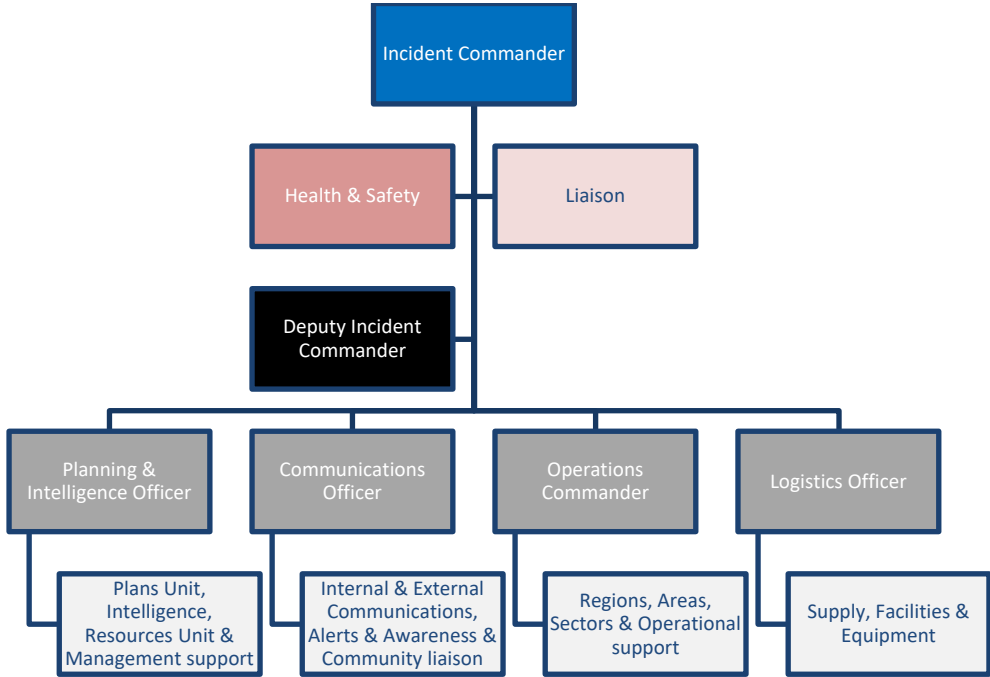 Incident Commander
Health & Safety
Liaison
Deputy Incident
Commander
Planning &
Intelligence Officer
Communications
Officer
Operations
Commander
Logistics Officer
Plans Unit,
Intelligence,
Resources Unit &
Management support
Internal & External
Communications,
Alerts & Awareness &
Community liaison
Regions, Areas,
Sectors & Operational
support
Supply, Facilities &
Equipment